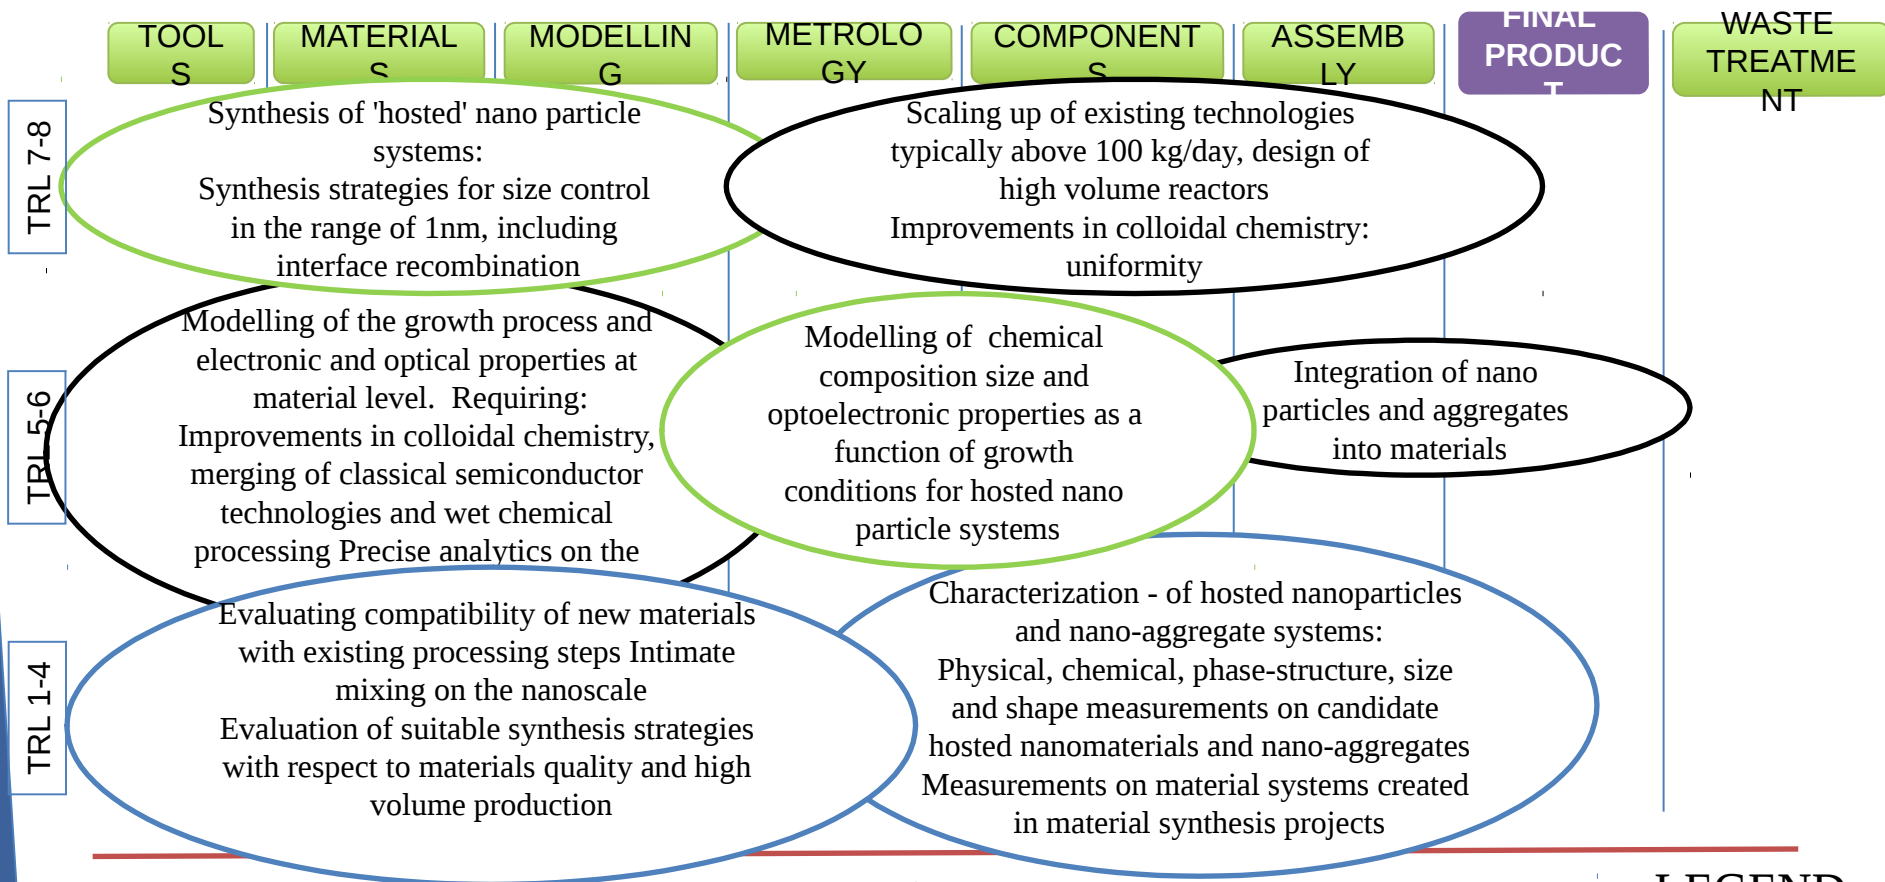 TOOL
S
MATERIAL
S
MODELLIN
G
METROLO
GY
COMPONENT
S
ASSEMB
LY
FINAL
PRODUC
T
WASTE
TREATME
NT
TRL 7-8
Synthesis of 'hosted' nano particle
systems:
Synthesis strategies for size control
in the range of 1nm, including
interface recombination
Scaling up of existing technologies
typically above 100 kg/day, design of
high volume reactors
Improvements in colloidal chemistry:
uniformity
TRL 5-6
Modelling of the growth process and
electronic and optical properties at
material level.  Requiring:
Improvements in colloidal chemistry,
merging of classical semiconductor
technologies and wet chemical
processing Precise analytics on the
Modelling of  chemical
composition size and
optoelectronic properties as a
function of growth
conditions for hosted nano
particle systems
Integration of nano
particles and aggregates
into materials
TRL 1-4
Evaluating compatibility of new materials
with existing processing steps Intimate
mixing on the nanoscale
Evaluation of suitable synthesis strategies
with respect to materials quality and high
volume production
Characterization - of hosted nanoparticles
and nano-aggregate systems:
Physical, chemical, phase-structure, size
and shape measurements on candidate
hosted nanomaterials and nano-aggregates
Measurements on material systems created
in material synthesis projects
LEGEND